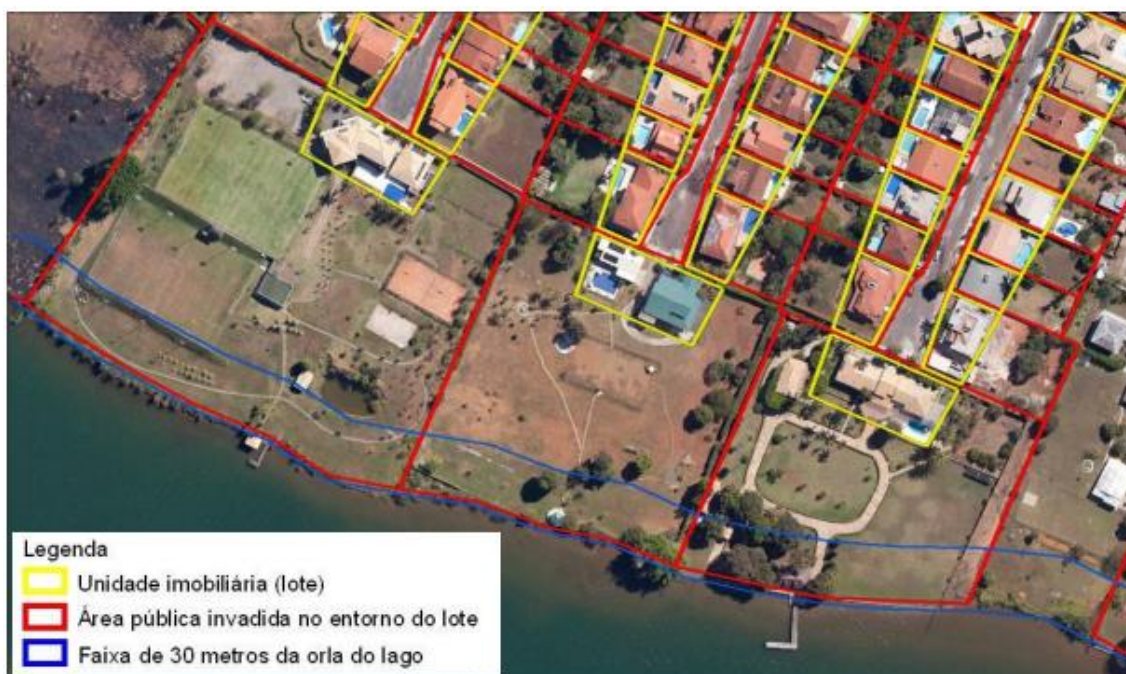 Legenda
Unidade imobiliária (lote)
Área pública invadida no entorno do lote
Faixa de 30 metros da orla do lago